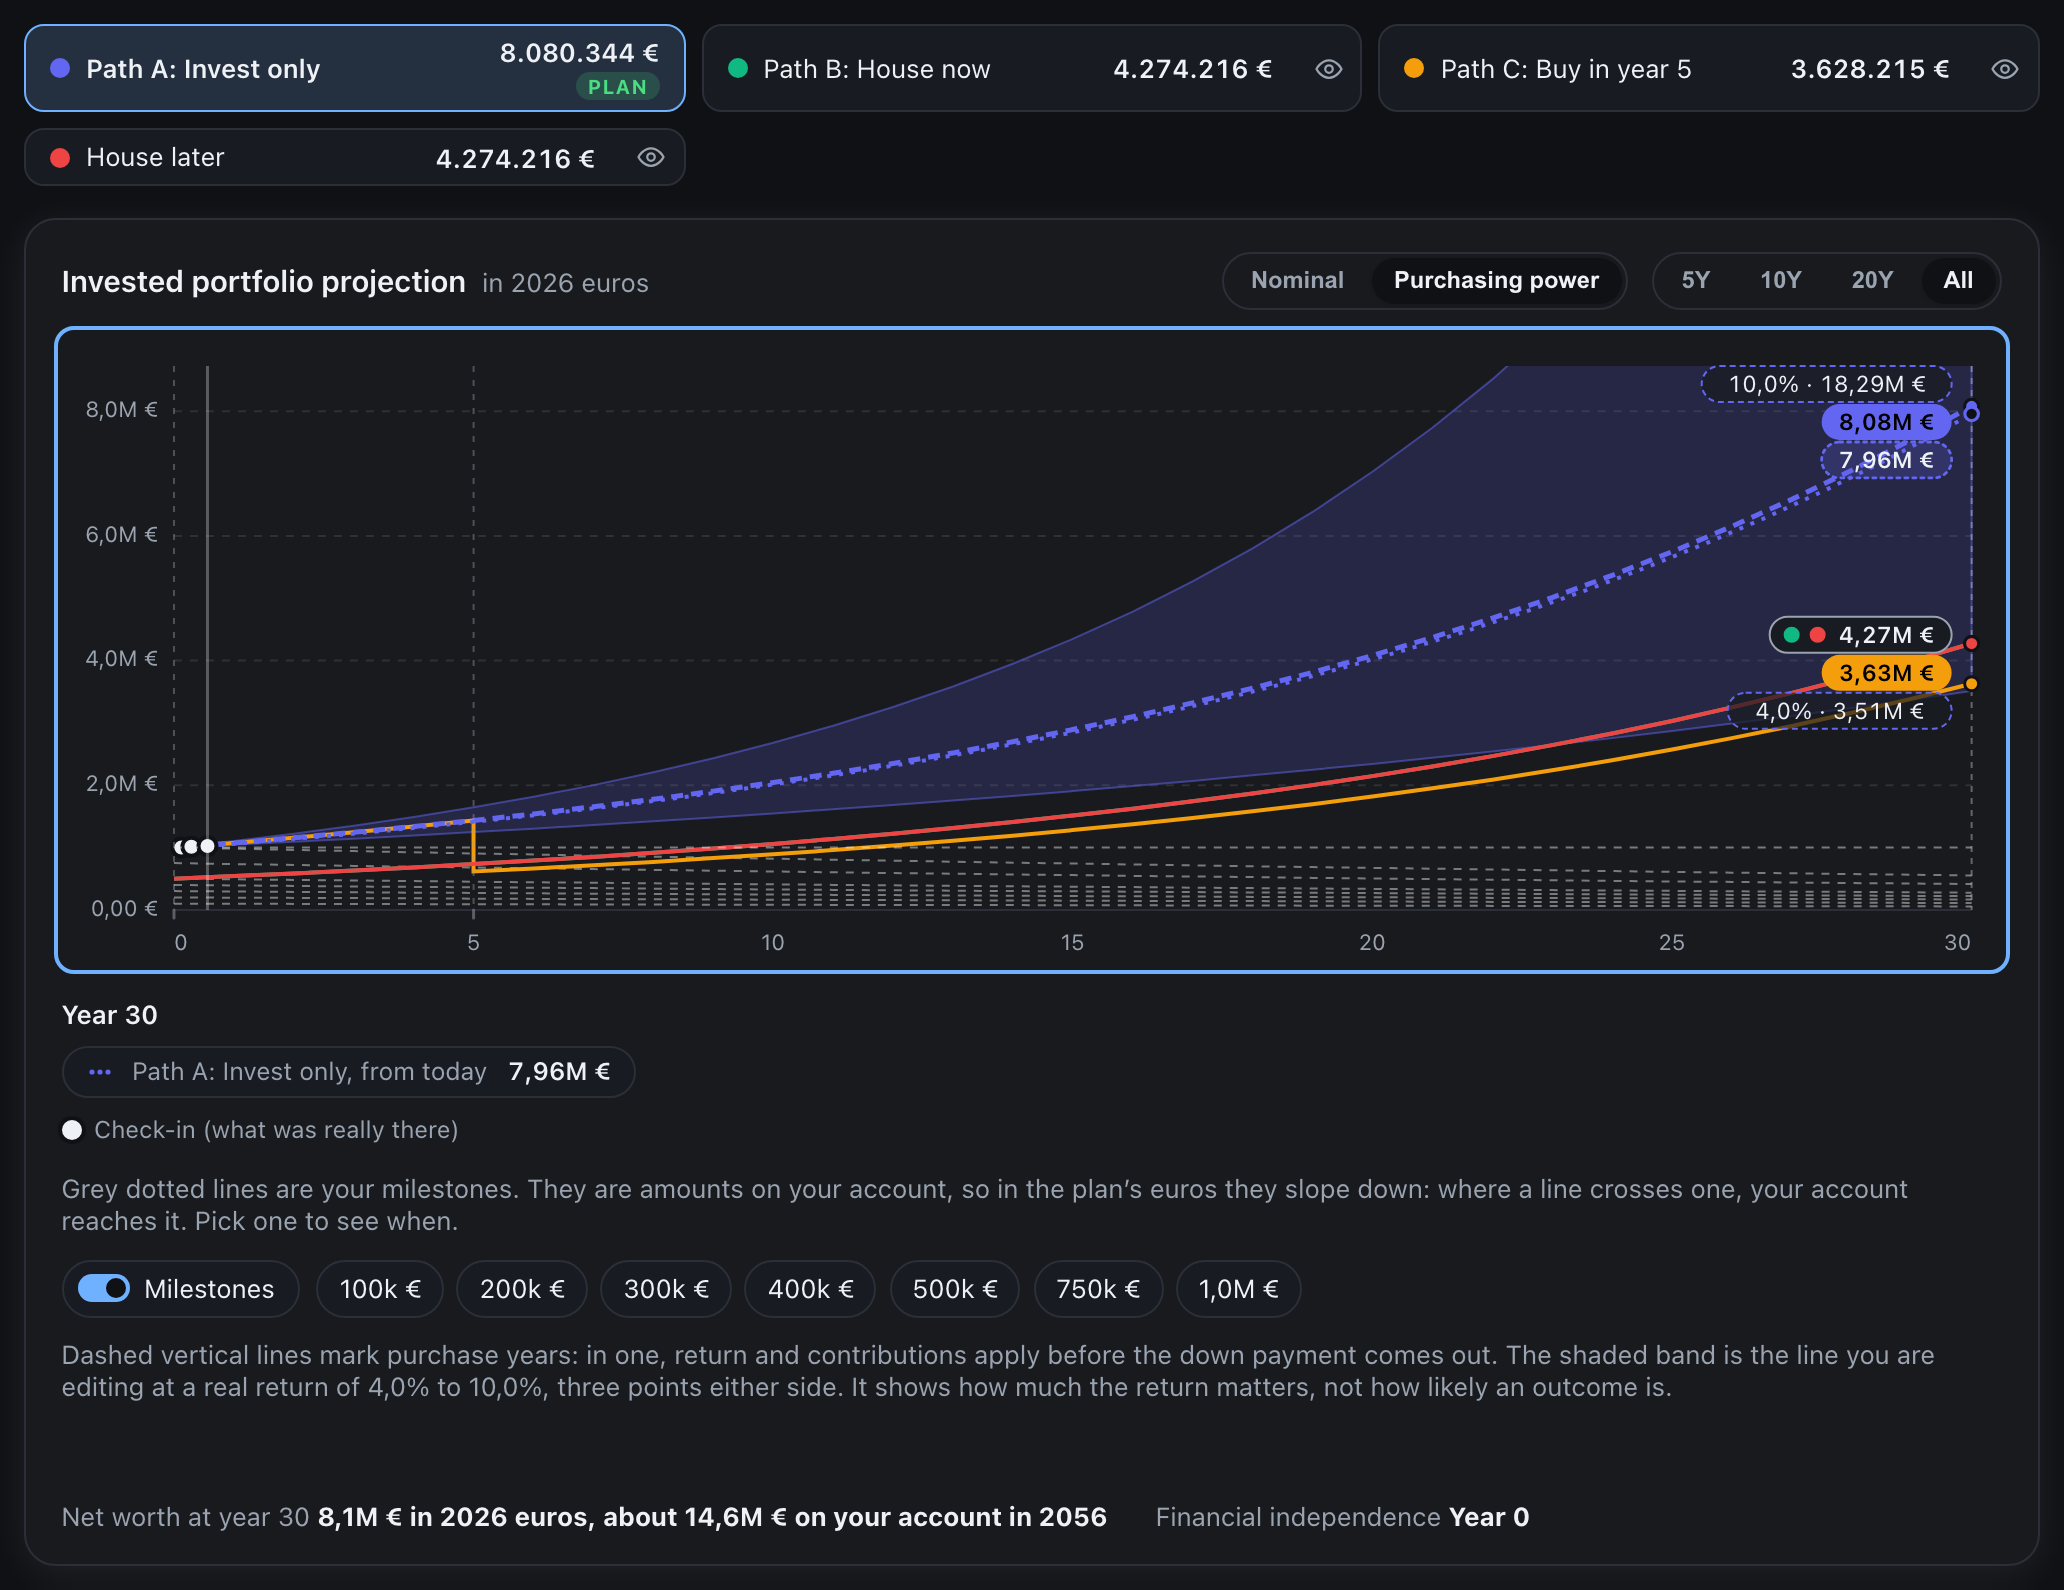 Path A: Invest only
8.080.344 €
PLAN
Path B: House now
4.274.216 €
Path C: Buy in year 5
3.628.215 €
House later
4.274.216 €
Invested portfolio projection in 2026 euros
Nominal
Purchasing power
5Y
10Y
20Y
All
10,0% · 18,29M €
8,0M €
8,08M €
7,96M €
6,0M €
4,27M €
4,0M €
3,63M €
4,0% · 3,51M €
2,0M €
0,00 €
0
5
10
15
20
25
30
Year 30
Path A: Invest only, from today 7,96M €
Check-in (what was really there)
Grey dotted lines are your milestones. They are amounts on your account, so in the plan’s euros they slope down: where a line crosses one, your account
reaches it. Pick one to see when.
Milestones
100k €
200k €
300k €
400k €
500k €
750k €
1,0M €
Dashed vertical lines mark purchase years: in one, return and contributions apply before the down payment comes out. The shaded band is the line you are
editing at a real return of 4,0% to 10,0%, three points either side. It shows how much the return matters, not how likely an outcome is.
Net worth at year 30 8,1M € in 2026 euros, about 14,6M € on your account in 2056
Financial independence Year 0